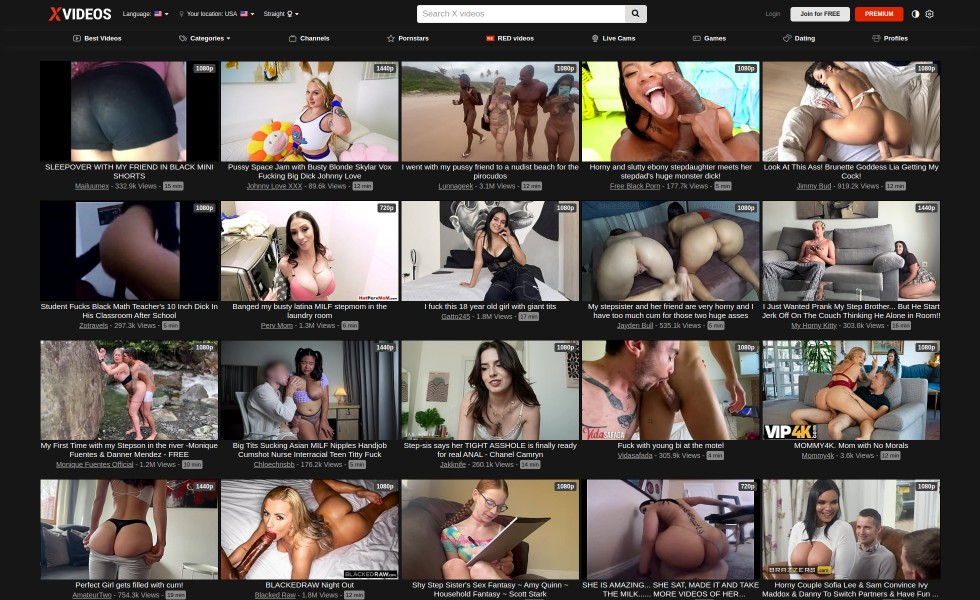 XVIDEOS
Language:
Your location: USA
Straight
Search X videos
Login
Join for FREE
PREMIUM
Best Videos
Categories
Channels
Pornstars
RED videos
Live Cams
Games
Dating
Profiles
1080p
1440p
1080p
1080p
1080p
SLEEPOVER WITH MY FRIEND IN BLACK MINI
SHORTS
Mailuumex - 332.9k Views - 15 min
Pussy Space Jam with Busty Blonde Skylar Vox
Fucking Big Dick Johnny Love
Johnny Love XXX - 89.6k Views - 12 min
I went with my pussy friend to a nudist beach for the
pirocudos
Lunnageek - 3.1M Views - 12 min
Horny and slutty ebony stepdaughter meets her
stepdad's huge monster dick!
Free Black Porn - 177.7k Views - 5 min
Look At This Ass! Brunette Goddess Lia Getting My
Cock!
Jimmy Bud - 919.2k Views - 12 min
1080p
720p
1080p
1080p
1440p
HotPervMom.com
Student Fucks Black Math Teacher's 10 Inch Dick In
His Classroom After School
Zotravels - 297.3k Views - 5 min
Banged my busty latina MILF stepmom in the
laundry room
Perv Mom - 1.3M Views - 6 min
I fuck this 18 year old girl with giant tits
Gatto245 - 1.8M Views - 17 min
My stepsister and her friend are very horny and I
have too much cum for those two huge asses
Jayden Bull - 535.1k Views - 5 min
I Just Wanted Prank My Step Brother... But He Start
Jerk Off On The Couch Thinking He Alone in Room!!
My Horny Kitty - 303.6k Views - 16 min
1080p
1440p
1080p
1080p
1080p
VIP4K
My First Time with my Stepson in the river -Monique
Fuentes & Danner Mendez - FREE
Monique Fuentes Official - 1.2M Views - 10 min
Big Tits Sucking Asian MILF Nipples Handjob
Cumshot Nurse Interracial Teen Titty Fuck
Chloechrisbb - 176.2k Views - 5 min
Step-sis says her TIGHT ASSHOLE is finally ready
for real ANAL - Chanel Camryn
Jakknife - 260.1k Views - 14 min
Fuck with young bi at the motel
Vidasafada - 305.9k Views - 4 min
MOMMY4K. Mom with No Morals
Mommy4k - 3.6k Views - 12 min
1440p
1080p
1080p
720p
1080p
BLACKEDRAW.com
BRAZZERS
Perfect Girl gets filled with cum!
AmateurTwo - 754.3k Views - 19 min
BLACKEDRAW Night Out
Blacked Raw - 1.8M Views - 12 min
Shy Step Sister's Sex Fantasy ~ Amy Quinn ~
Household Fantasy ~ Scott Stark
SHE IS AMAZING... SHE SAT, MADE IT AND TAKE
THE MILK...... MORE VIDEOS OF HER...
Horny Couple Sofia Lee & Sam Convince Ivy
Maddox & Danny To Switch Partners & Have Fun ...